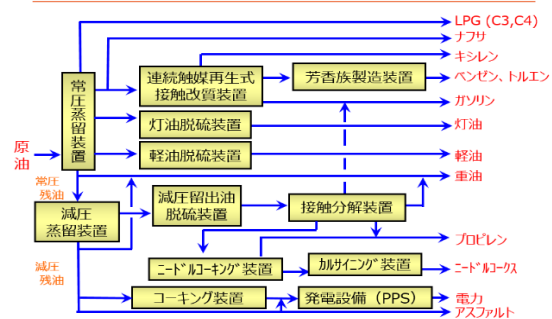 LPG (C3,C4)
ナフサ
キシレン
連続触媒再生式
接触改質装置
芳香族製造装置
ベンゼン、トルエン
常圧蒸留装置
ガソリン
灯油脱硫装置
灯油
原油
軽油脱硫装置
軽油
重油
常圧
残油
減圧
蒸留装置
減圧留出油
脱硫装置
接触分解装置
プロピレン
減圧
残油
ニードルコーキング装置
カルサイニング装置
ニードルコークス
コーキング装置
発電設備（PPS）
電力
アスファルト